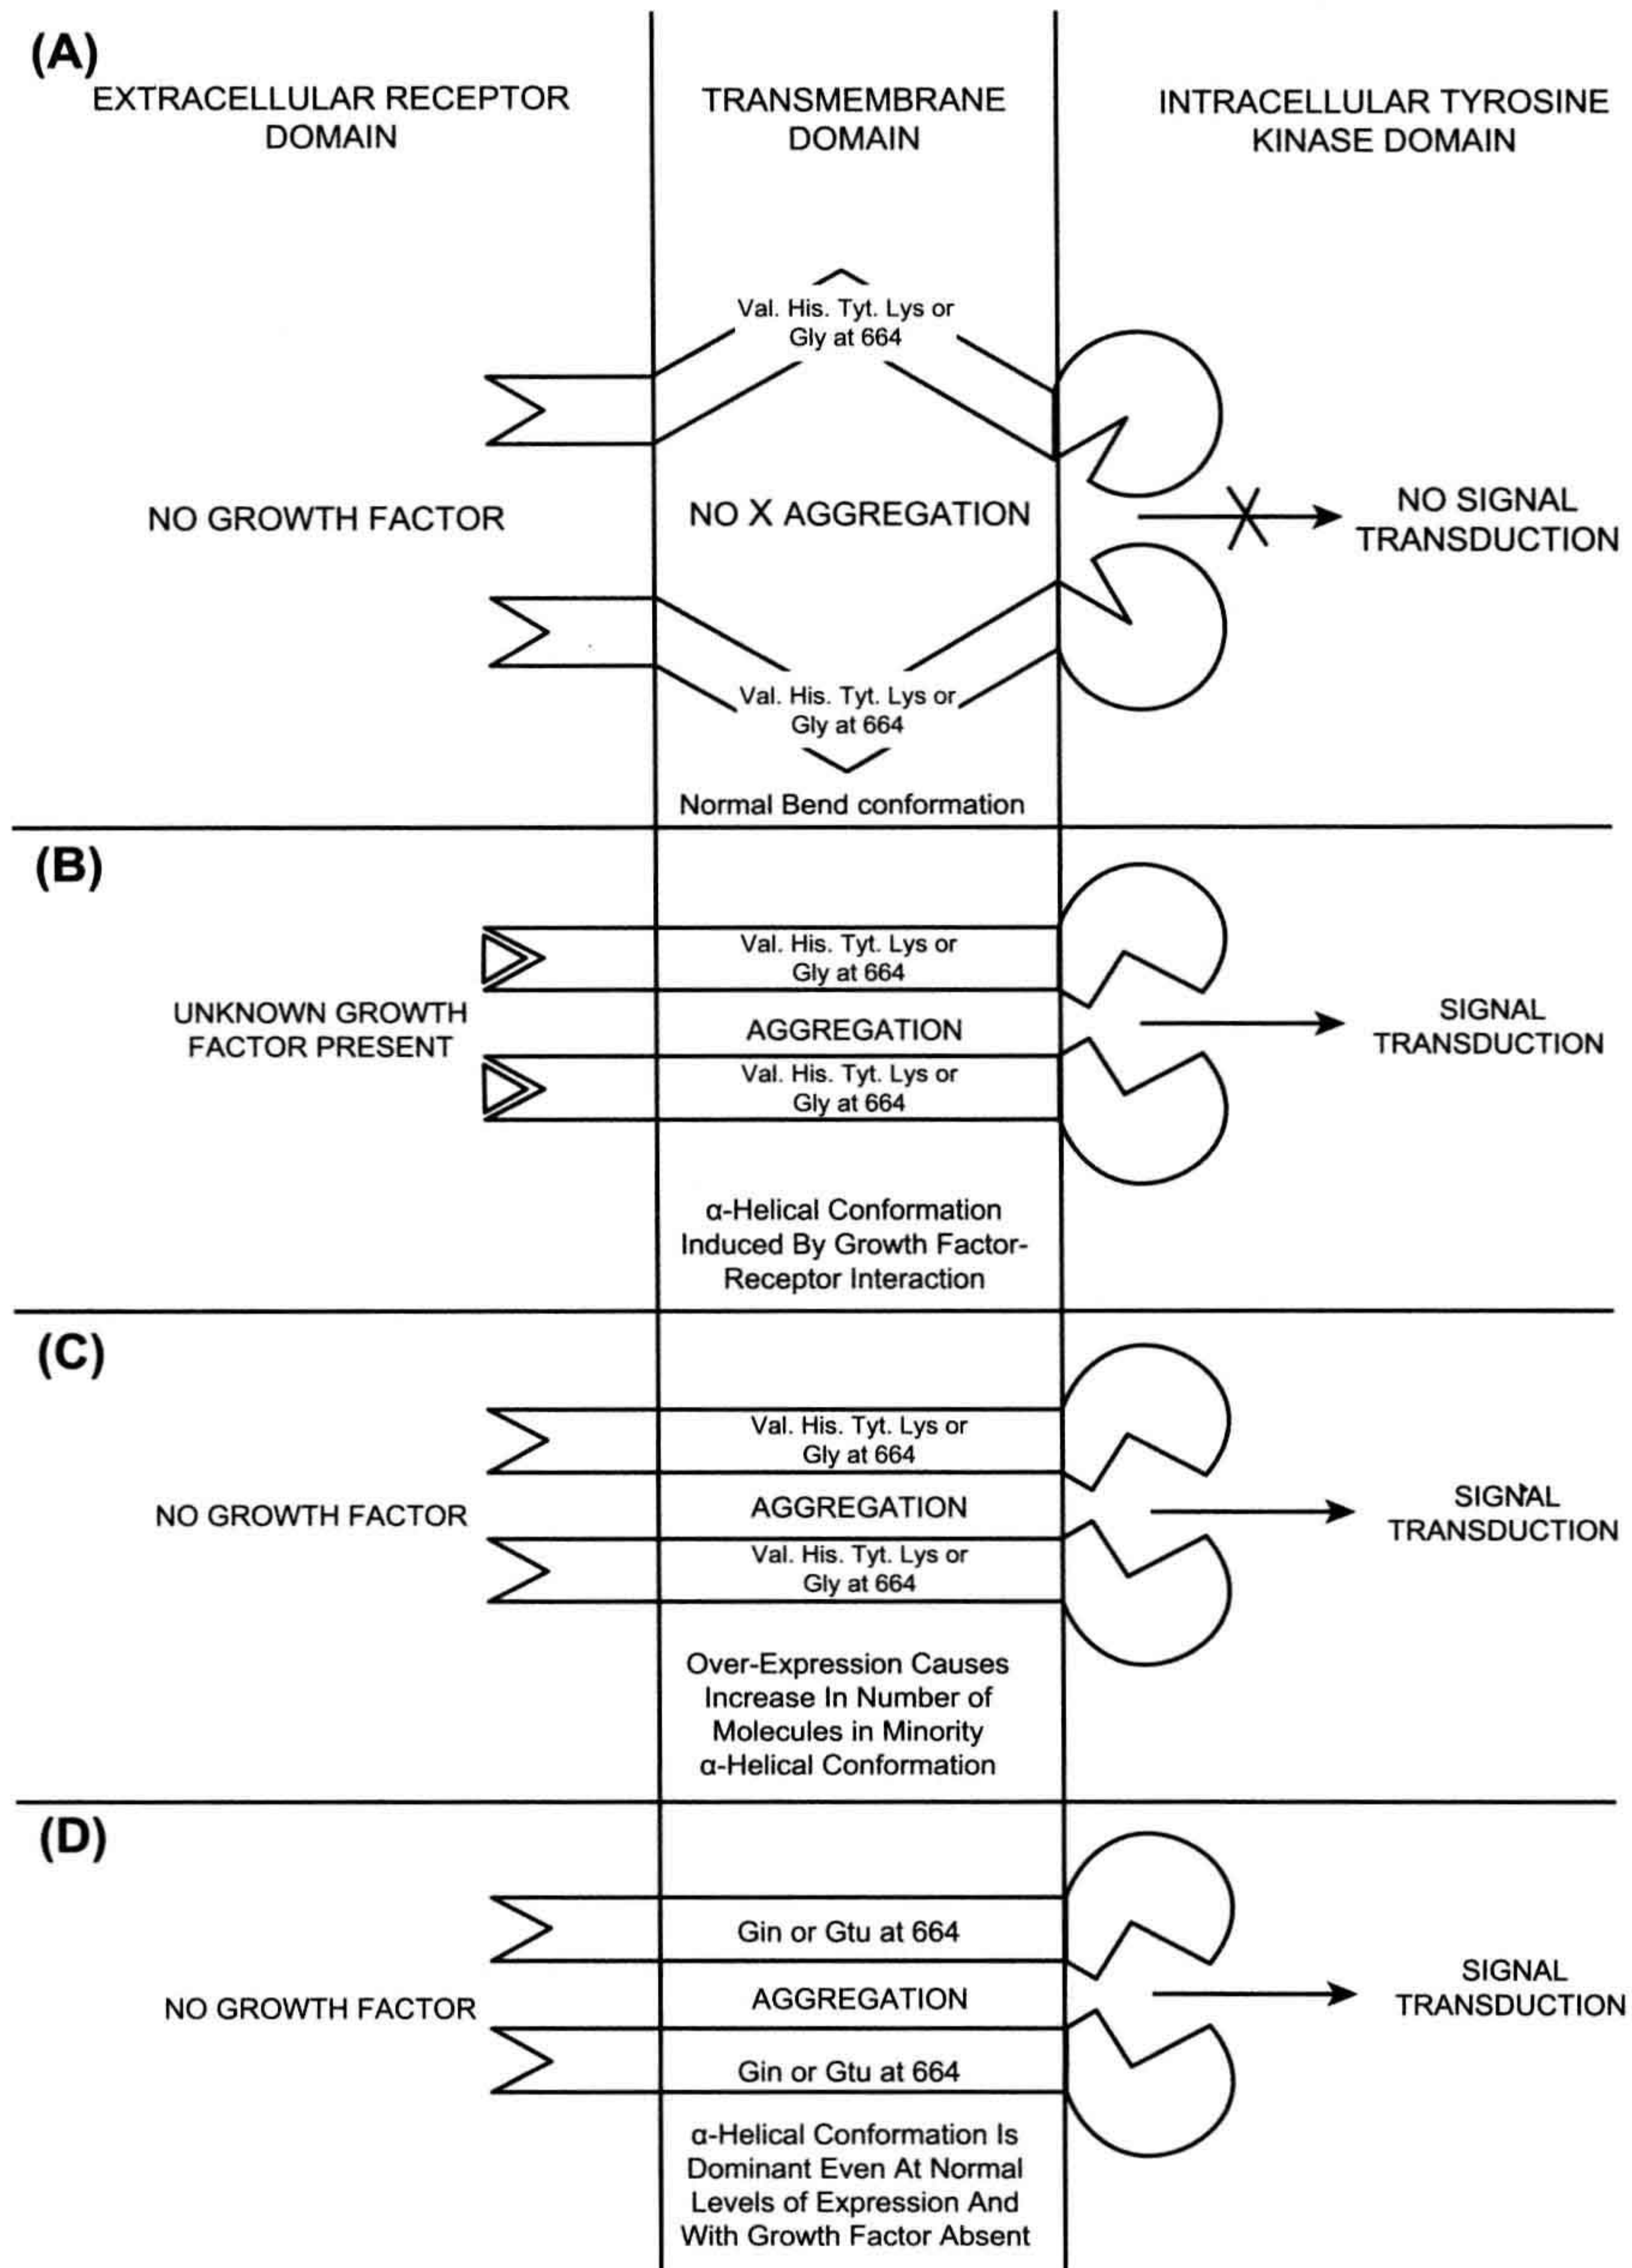 (A)
EXTRACELLULAR RECEPTOR
DOMAIN
TRANSMEMBRANE
DOMAIN
INTRACELLULAR TYROSINE
KINASE DOMAIN
Val. His. Tyt. Lys or
Gly at 664
NO GROWTH FACTOR
NO X AGGREGATION
NO SIGNAL
TRANSDUCTION
Val. His. Tyt. Lys or
Gly at 664
Normal Bend conformation
(B)
Val. His. Tyt. Lys or
Gly at 664
UNKNOWN GROWTH
FACTOR PRESENT
AGGREGATION
SIGNAL
TRANSDUCTION
Val. His. Tyt. Lys or
Gly at 664
α-Helical Conformation
Induced By Growth Factor-
Receptor Interaction
(C)
Val. His. Tyt. Lys or
Gly at 664
NO GROWTH FACTOR
AGGREGATION
SIGNAL
TRANSDUCTION
Val. His. Tyt. Lys or
Gly at 664
Over-Expression Causes
Increase In Number of
Molecules in Minority
α-Helical Conformation
(D)
Gin or Gtu at 664
NO GROWTH FACTOR
AGGREGATION
SIGNAL
TRANSDUCTION
Gin or Gtu at 664
α-Helical Conformation Is
Dominant Even At Normal
Levels of Expression And
With Growth Factor Absent